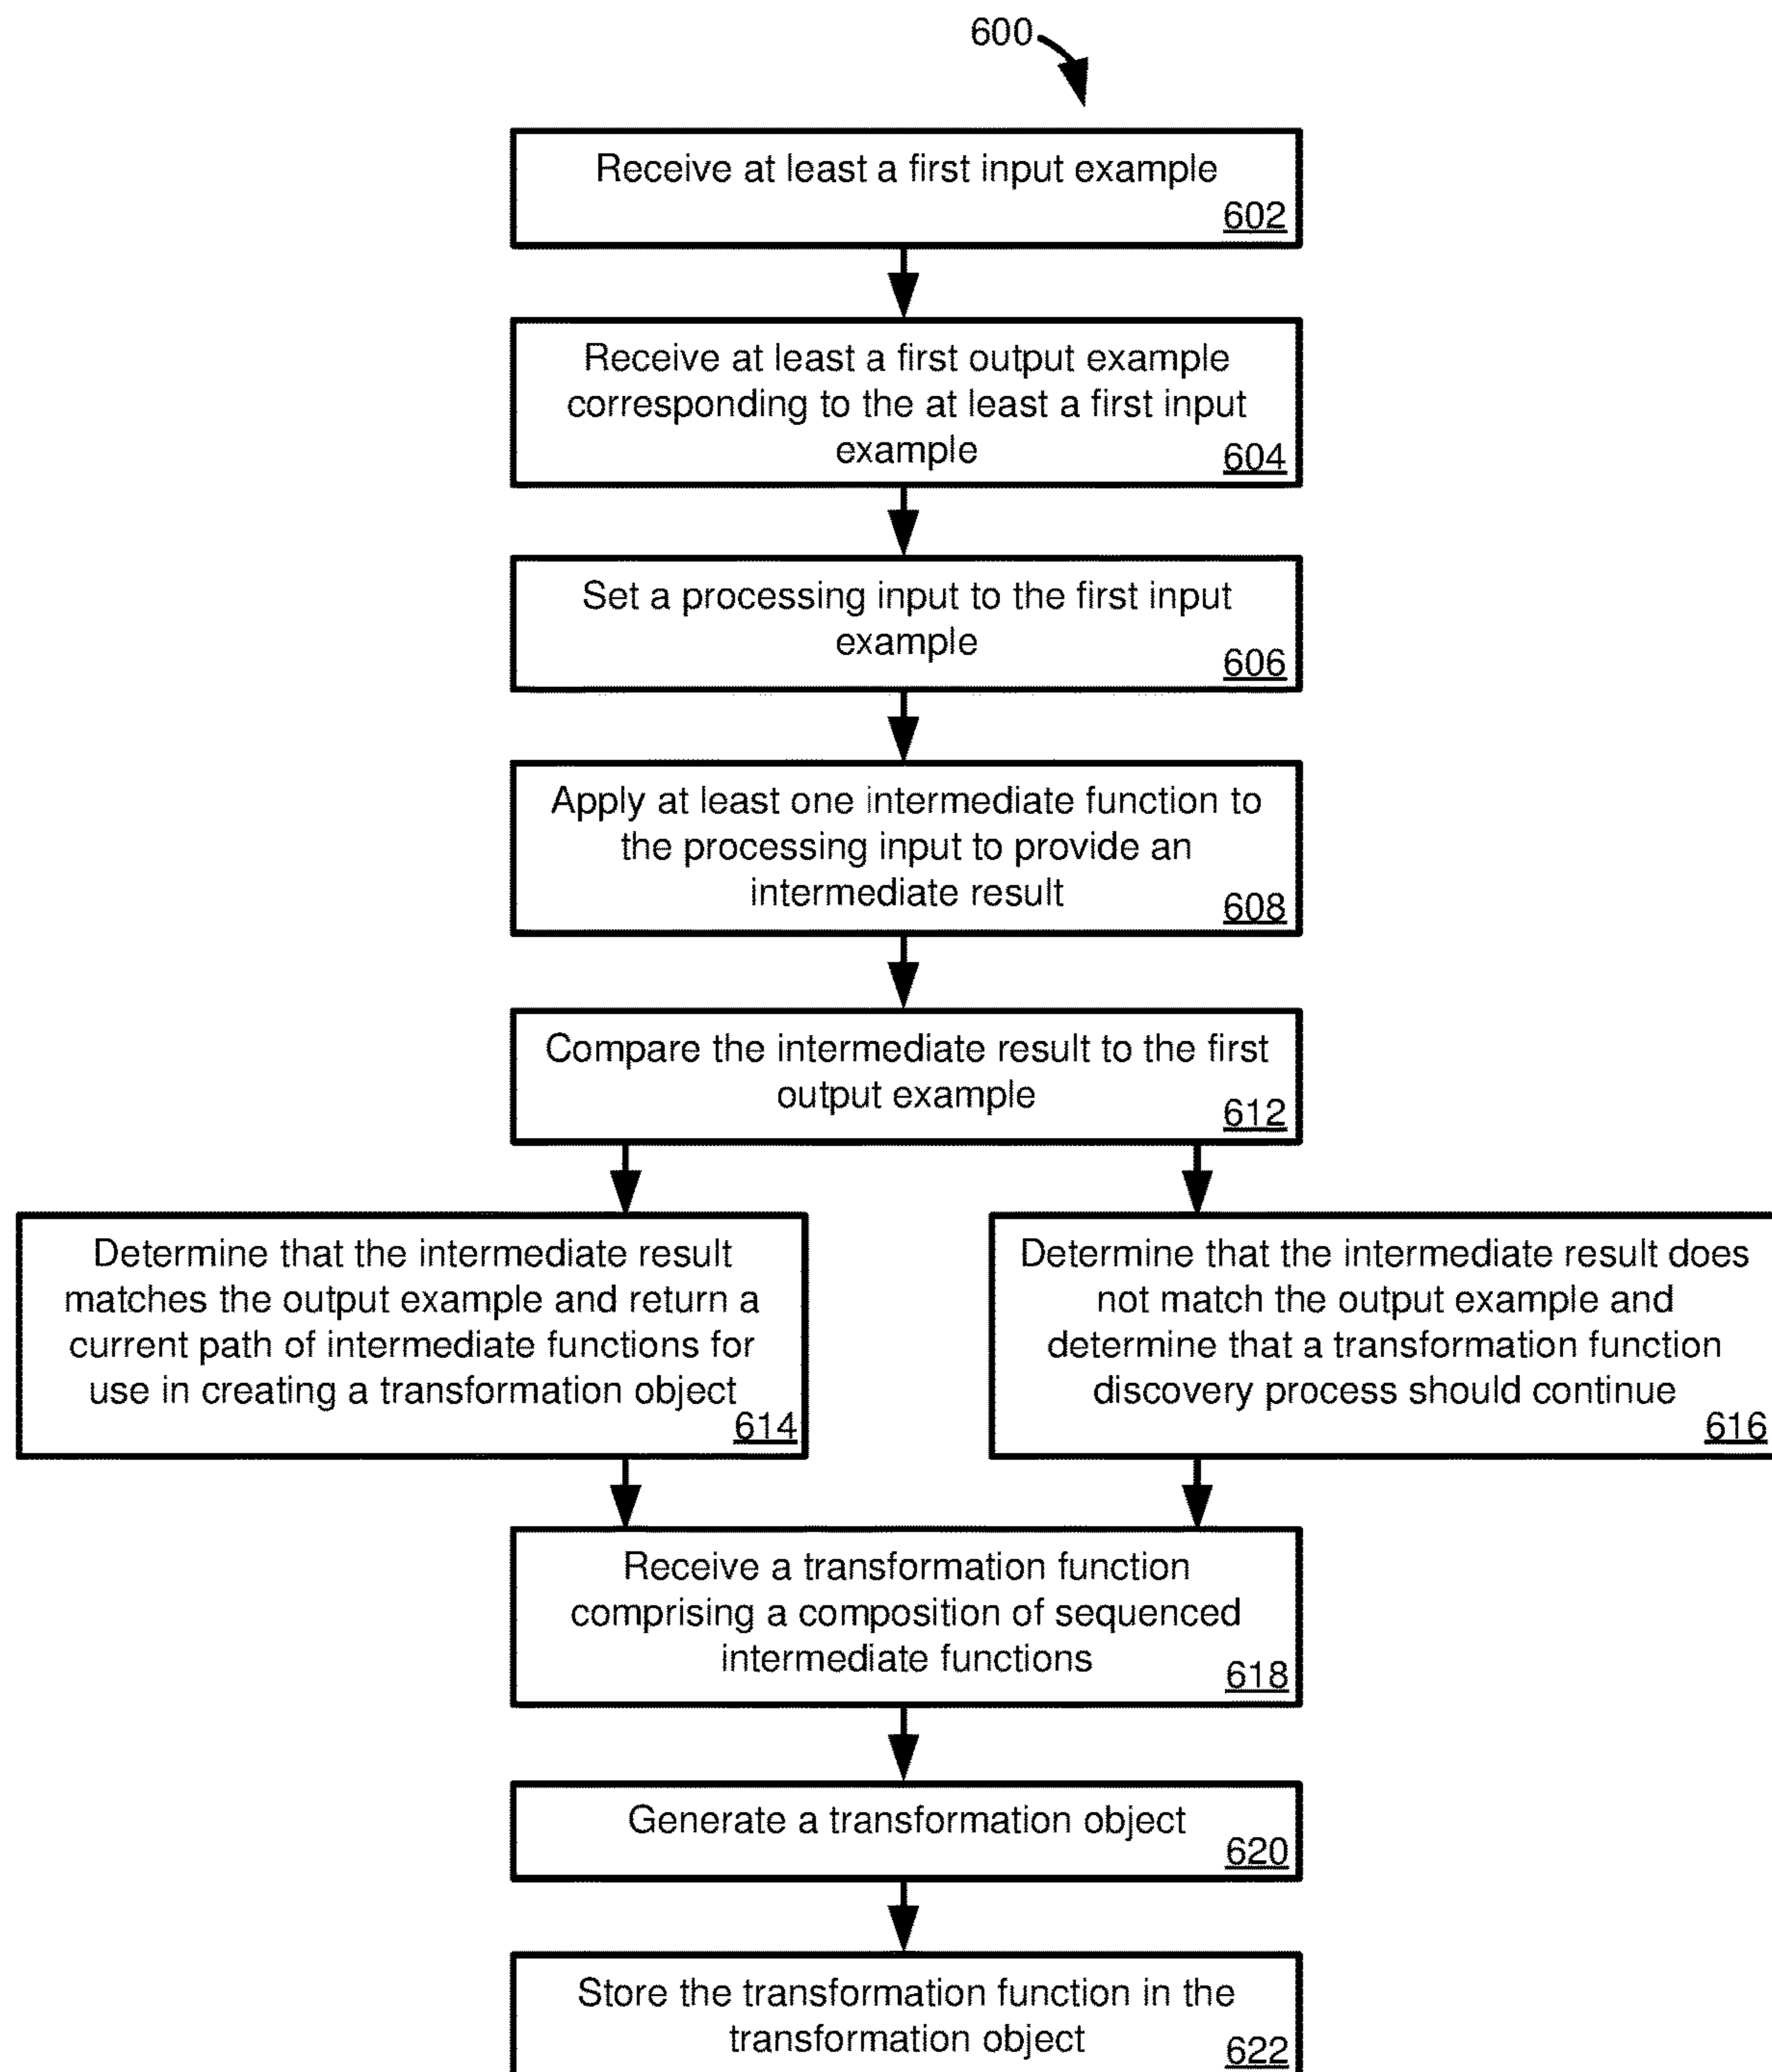 600
Receive at least a first input example
602
Receive at least a first output example
corresponding to the at least a first input
example
604
Set a processing input to the first input
example
606
Apply at least one intermediate function to
the processing input to provide an
intermediate result
608
Compare the intermediate result to the first
output example
612
Determine that the intermediate result
matches the output example and return a
current path of intermediate functions for
use in creating a transformation object
614
Determine that the intermediate result does
not match the output example and
determine that a transformation function
discovery process should continue
616
Receive a transformation function
comprising a composition of sequenced
intermediate functions
618
Generate a transformation object
620
Store the transformation function in the
transformation object
622